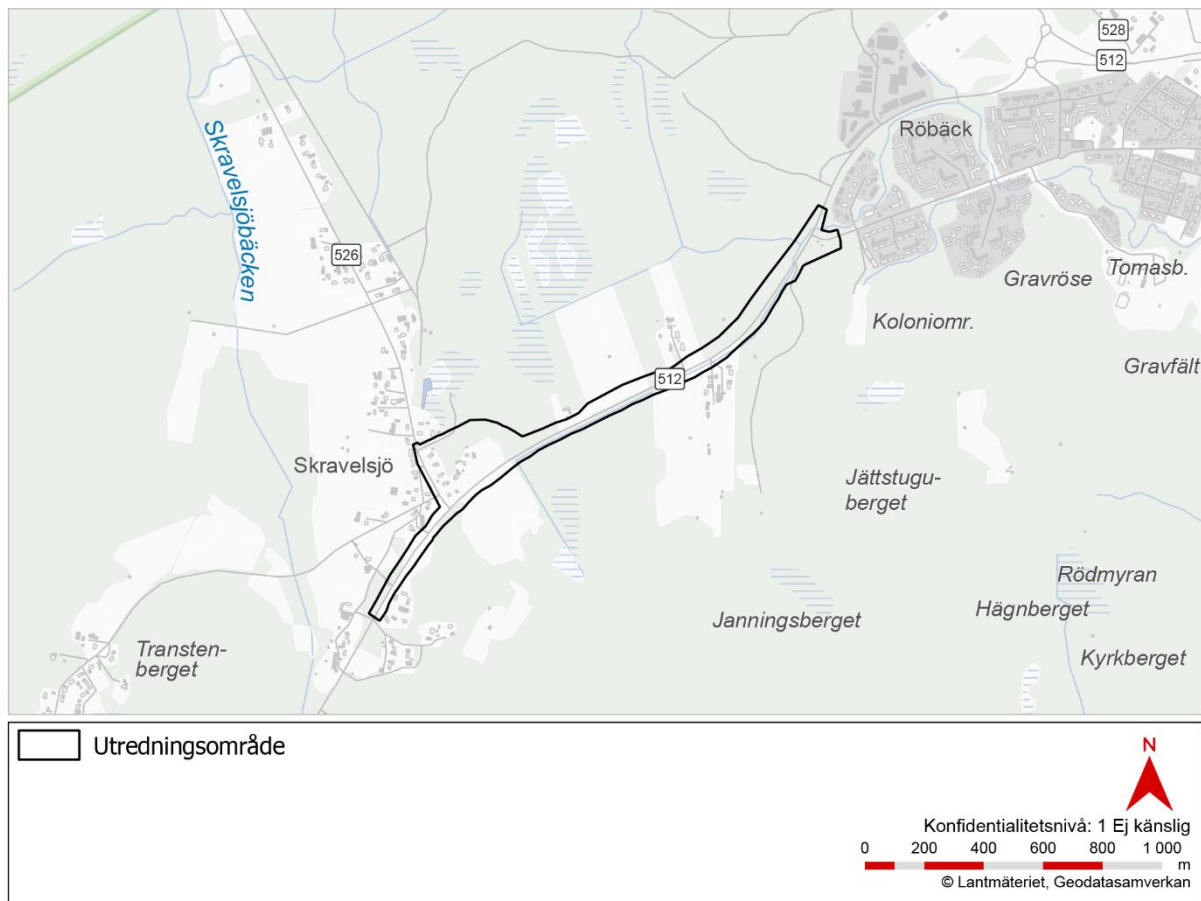 528
512
Röbäck
Skravelsjöbäcken
526
Gravröse
Tomasb.
Koloniomr.
Gravfält
512
Skravelsjö
Jättstugu-
berget
Rödmyran
Hägnberget
Janningsberget
Kyrkberget
Transten-
berget
Utredningsområde
N
Konfidentialitetsnivå: 1 Ej känslig
0 200 400 600 800 1 000
m
© Lantmäteriet, Geodatasamverkan